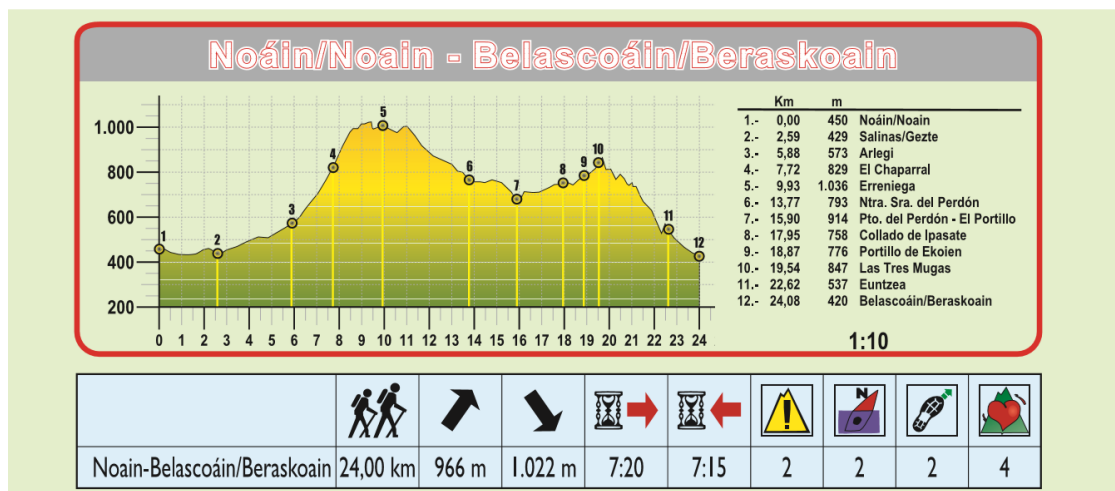 Noáin/Noain - Belascoáin/Beraskoain
Km m
1.- 0,00 450 Noáin/Noain
2.- 2,59 429 Salinas/Gezte
3.- 5,88 573 Arlegi
4.- 7,72 829 El Chaparral
5.- 9,93 1.036 Erreniega
6.- 13,77 793 Ntra. Sra. del Perdón
7.- 15,90 914 Pto. del Perdón - El Portillo
8.- 17,95 758 Collado de Ipasate
9.- 18,87 776 Portillo de Ekoien
10.- 19,54 847 Las Tres Mugas
11.- 22,62 537 Euntzea
12.- 24,08 420 Belascoáin/Beraskoain
1:10
1.000
800
600
400
200
1 2 3 4 5 6 7 8 9 10 11 12
0 1 2 3 4 5 6 7 8 9 10 11 12 13 14 15 16 17 18 19 20 21 22 23 24
! N
Noain-Belascoáin/Beraskoain 24,00 km 966 m 1.022 m 7:20 7:15 2 2 2 4